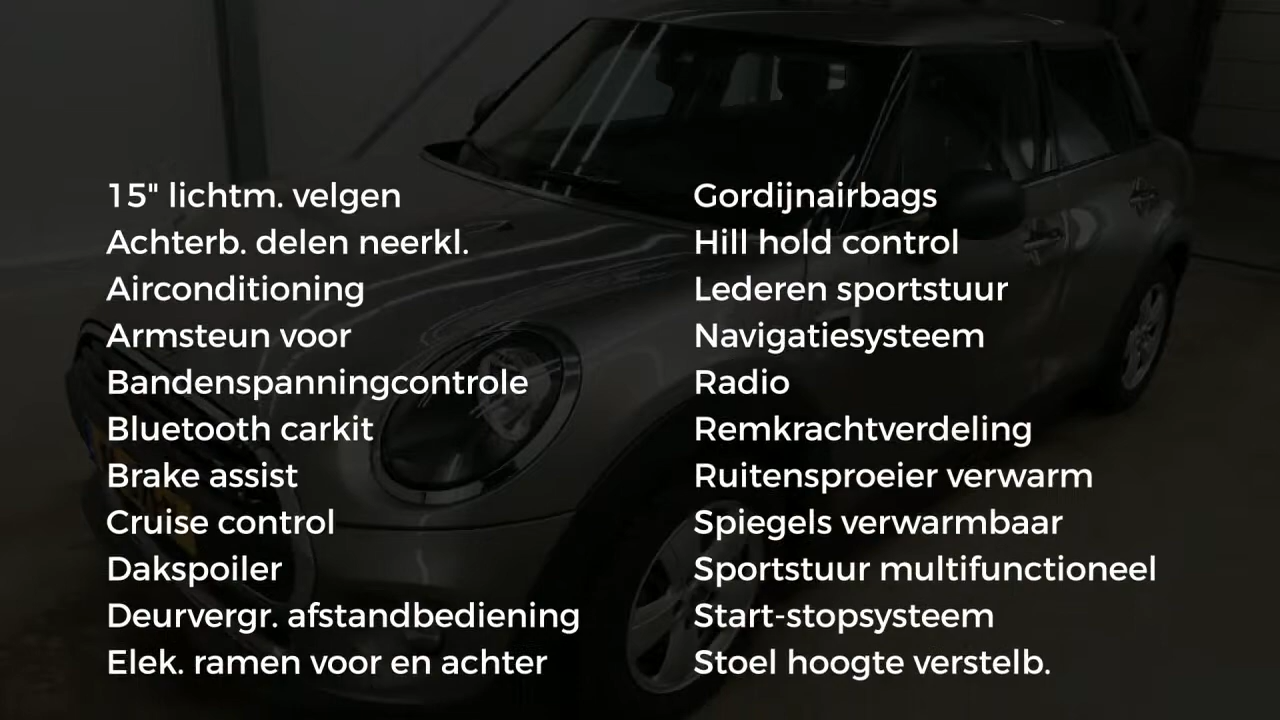 15" lichtm. velgen
Achterb. delen neerkl.
Airconditioning
Armsteun voor
Bandenspanningcontrole
Bluetooth carkit
Brake assist
Cruise control
Dakspoiler
Deurvergr. afstandbediening
Elek. ramen voor en achter
Gordijnairbags
Hill hold control
Lederen sportstuur
Navigatiesysteem
Radio
Remkrachtverdeling
Ruitensproeier verwarm
Spiegels verwarmbaar
Sportstuur multifunctioneel
Start-stopsysteem
Stoel hoogte verstelb.